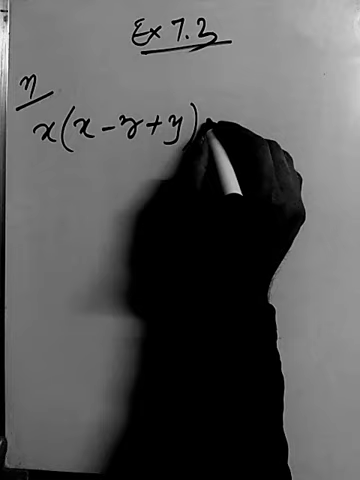 Ex 7.3
η
x(x-z+y)